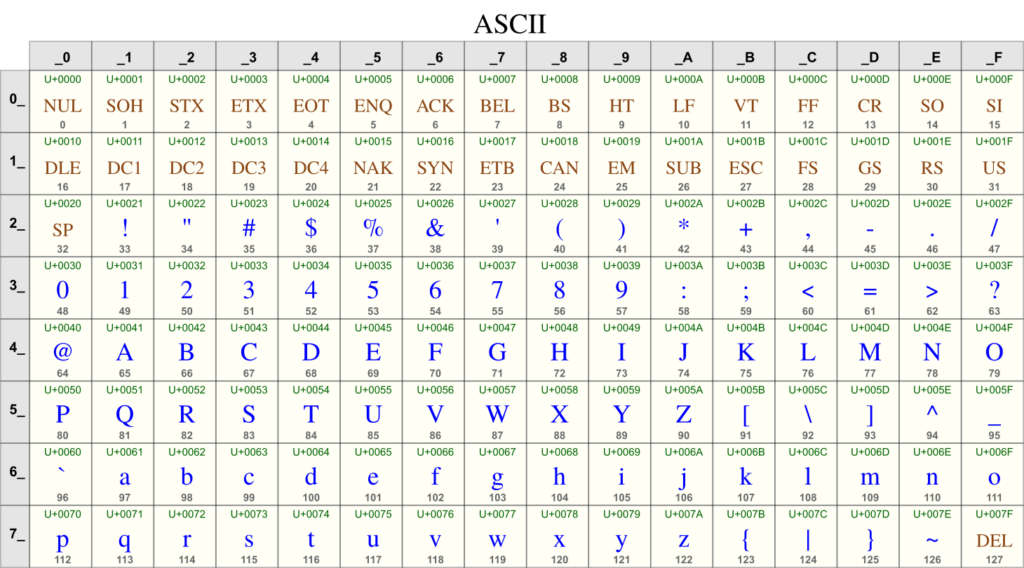 ASCII
_0 _1 _2 _3 _4 _5 _6 _7 _8 _9 _A _B _C _D _E _F
U+0000 U+0001 U+0002 U+0003 U+0004 U+0005 U+0006 U+0007 U+0008 U+0009 U+000A U+000B U+000C U+000D U+000E U+000F
0_ NUL SOH STX ETX EOT ENQ ACK BEL BS HT LF VT FF CR SO SI
0 1 2 3 4 5 6 7 8 9 10 11 12 13 14 15
U+0010 U+0011 U+0012 U+0013 U+0014 U+0015 U+0016 U+0017 U+0018 U+0019 U+001A U+001B U+001C U+001D U+001E U+001F
1_ DLE DC1 DC2 DC3 DC4 NAK SYN ETB CAN EM SUB ESC FS GS RS US
16 17 18 19 20 21 22 23 24 25 26 27 28 29 30 31
U+0020 U+0021 U+0022 U+0023 U+0024 U+0025 U+0026 U+0027 U+0028 U+0029 U+002A U+002B U+002C U+002D U+002E U+002F
2_ SP ! " # $ % & ' ( ) * + , - . /
32 33 34 35 36 37 38 39 40 41 42 43 44 45 46 47
U+0030 U+0031 U+0032 U+0033 U+0034 U+0035 U+0036 U+0037 U+0038 U+0039 U+003A U+003B U+003C U+003D U+003E U+003F
3_ 0 1 2 3 4 5 6 7 8 9 : ; < = > ?
48 49 50 51 52 53 54 55 56 57 58 59 60 61 62 63
U+0040 U+0041 U+0042 U+0043 U+0044 U+0045 U+0046 U+0047 U+0048 U+0049 U+004A U+004B U+004C U+004D U+004E U+004F
4_ @ A B C D E F G H I J K L M N O
64 65 66 67 68 69 70 71 72 73 74 75 76 77 78 79
U+0050 U+0051 U+0052 U+0053 U+0054 U+0055 U+0056 U+0057 U+0058 U+0059 U+005A U+005B U+005C U+005D U+005E U+005F
5_ P Q R S T U V W X Y Z [ \ ] ^ _
80 81 82 83 84 85 86 87 88 89 90 91 92 93 94 95
U+0060 U+0061 U+0062 U+0063 U+0064 U+0065 U+0066 U+0067 U+0068 U+0069 U+006A U+006B U+006C U+006D U+006E U+006F
6_ ` a b c d e f g h i j k l m n o
96 97 98 99 100 101 102 103 104 105 106 107 108 109 110 111
U+0070 U+0071 U+0072 U+0073 U+0074 U+0075 U+0076 U+0077 U+0078 U+0079 U+007A U+007B U+007C U+007D U+007E U+007F
7_ p q r s t u v w x y z { | } ~ DEL
112 113 114 115 116 117 118 119 120 121 122 123 124 125 126 127